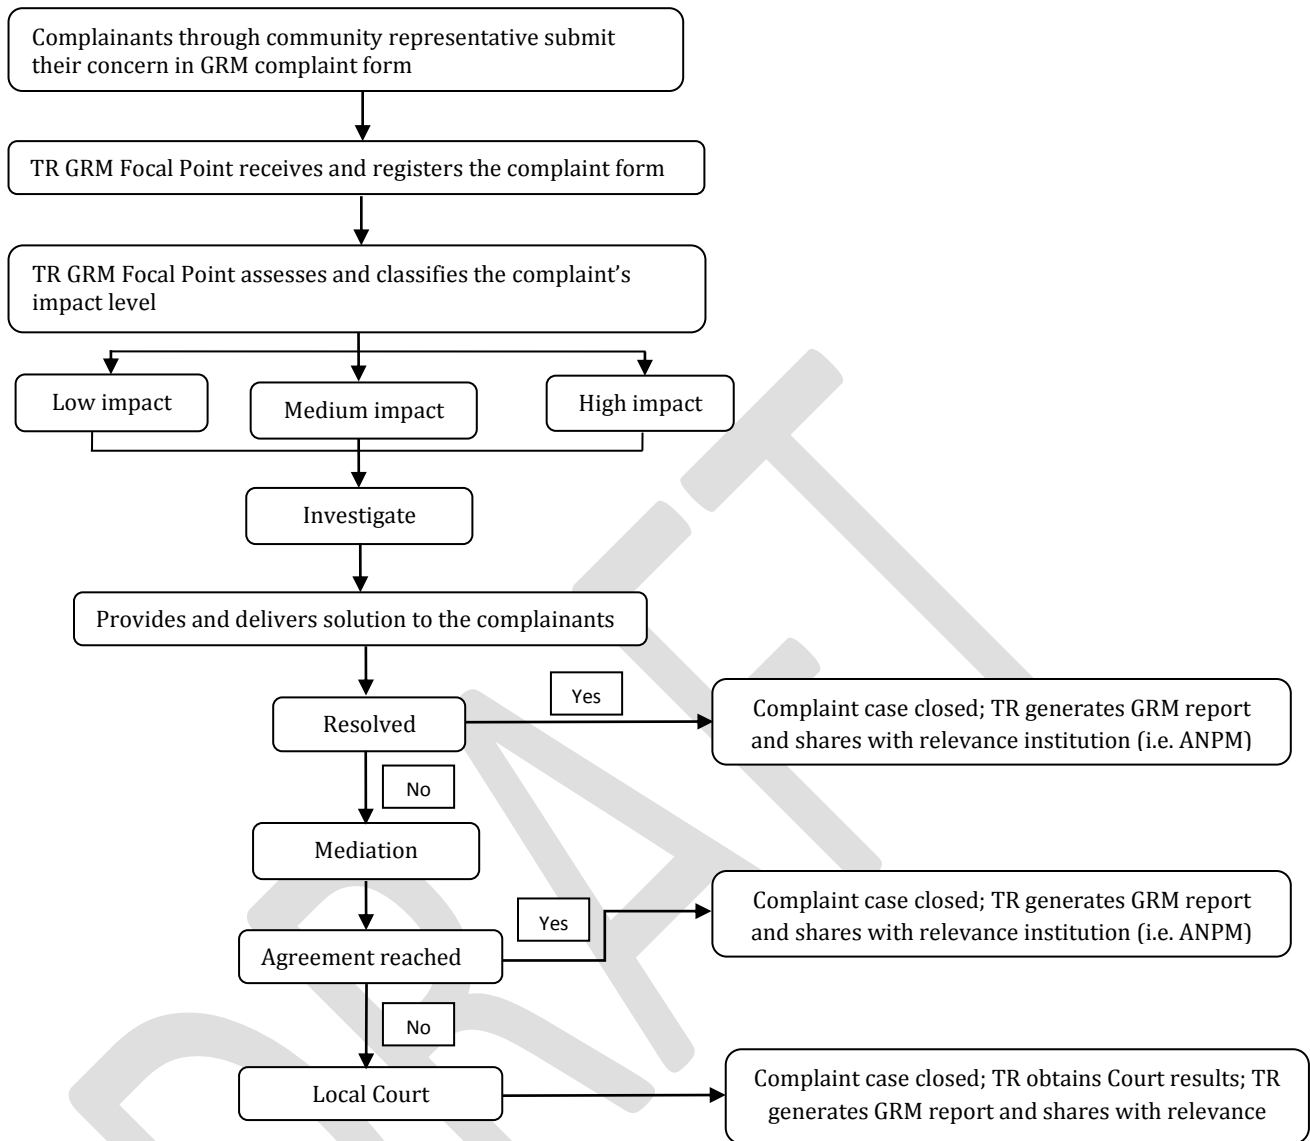 Complainants through community representative submit
their concern in GRM complaint form
TR GRM Focal Point receives and registers the complaint form
TR GRM Focal Point assesses and classifies the complaint’s
impact level
Low impact
Medium impact
High impact
Investigate
Provides and delivers solution to the complainants
Resolved
Yes
Complaint case closed; TR generates GRM report
and shares with relevance institution (i.e. ANPM)
No
Mediation
Agreement reached
Yes
Complaint case closed; TR generates GRM report
and shares with relevance institution (i.e. ANPM)
No
Local Court
Complaint case closed; TR obtains Court results; TR
generates GRM report and shares with relevance
DRAFT